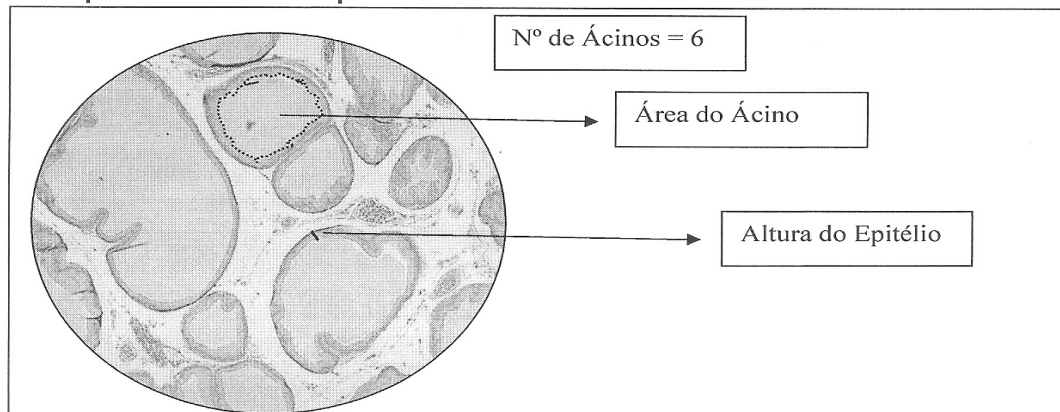 Nº de Ácinos = 6
Área do Ácino
Altura do Epitélio